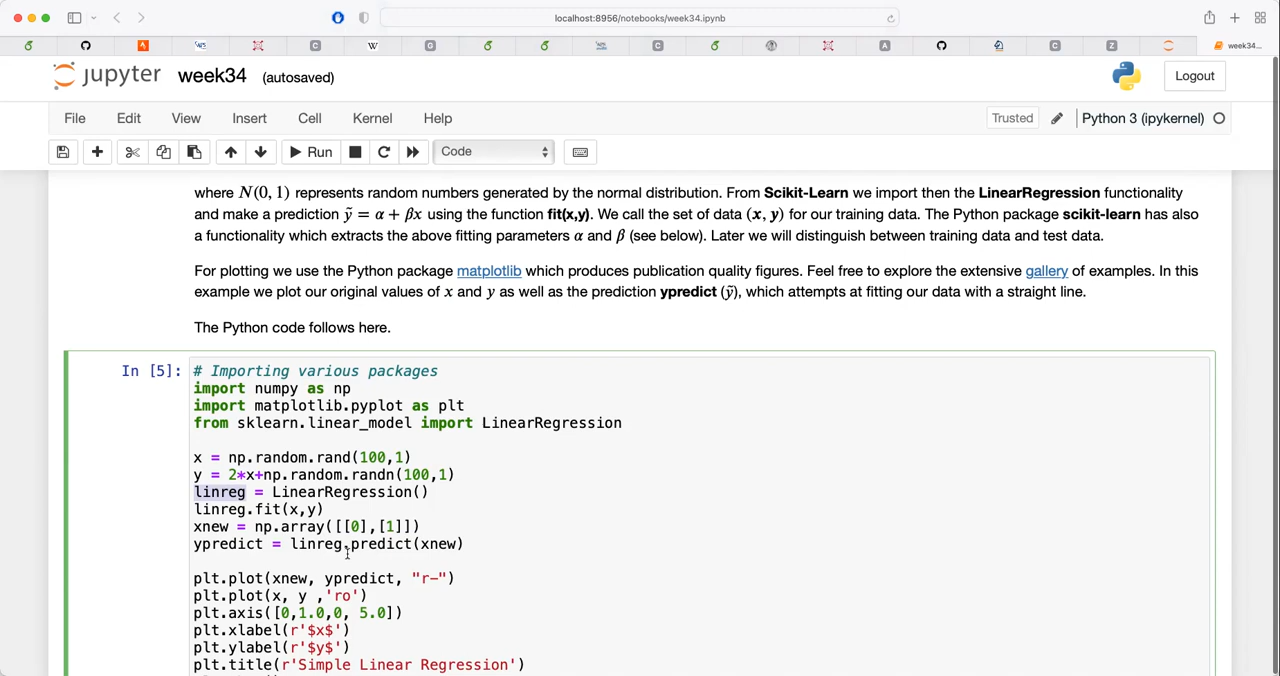 localhost:8956/notebooks/week34.ipynb
week34...
jupyter week34 (autosaved)
Logout
File Edit View Insert Cell Kernel Help
Trusted Python 3 (ipykernel)
Run Code
where N(0, 1) represents random numbers generated by the normal distribution. From Scikit-Learn we import then the LinearRegression functionality
and make a prediction ỹ = α + βx using the function fit(x,y). We call the set of data (x, y) for our training data. The Python package scikit-learn has also
a functionality which extracts the above fitting parameters α and β (see below). Later we will distinguish between training data and test data.
For plotting we use the Python package matplotlib which produces publication quality figures. Feel free to explore the extensive gallery of examples. In this
example we plot our original values of x and y as well as the prediction ypredict (ỹ), which attempts at fitting our data with a straight line.
The Python code follows here.
In [5]: # Importing various packages
import numpy as np
import matplotlib.pyplot as plt
from sklearn.linear_model import LinearRegression
x = np.random.rand(100,1)
y = 2*x+np.random.randn(100,1)
linreg = LinearRegression()
linreg.fit(x,y)
xnew = np.array([[0],[1]])
ypredict = linreg.predict(xnew)
plt.plot(xnew, ypredict, "r-")
plt.plot(x, y ,'ro')
plt.axis([0,1.0,0, 5.0])
plt.xlabel(r'$x$')
plt.ylabel(r'$y$')
plt.title(r'Simple Linear Regression')